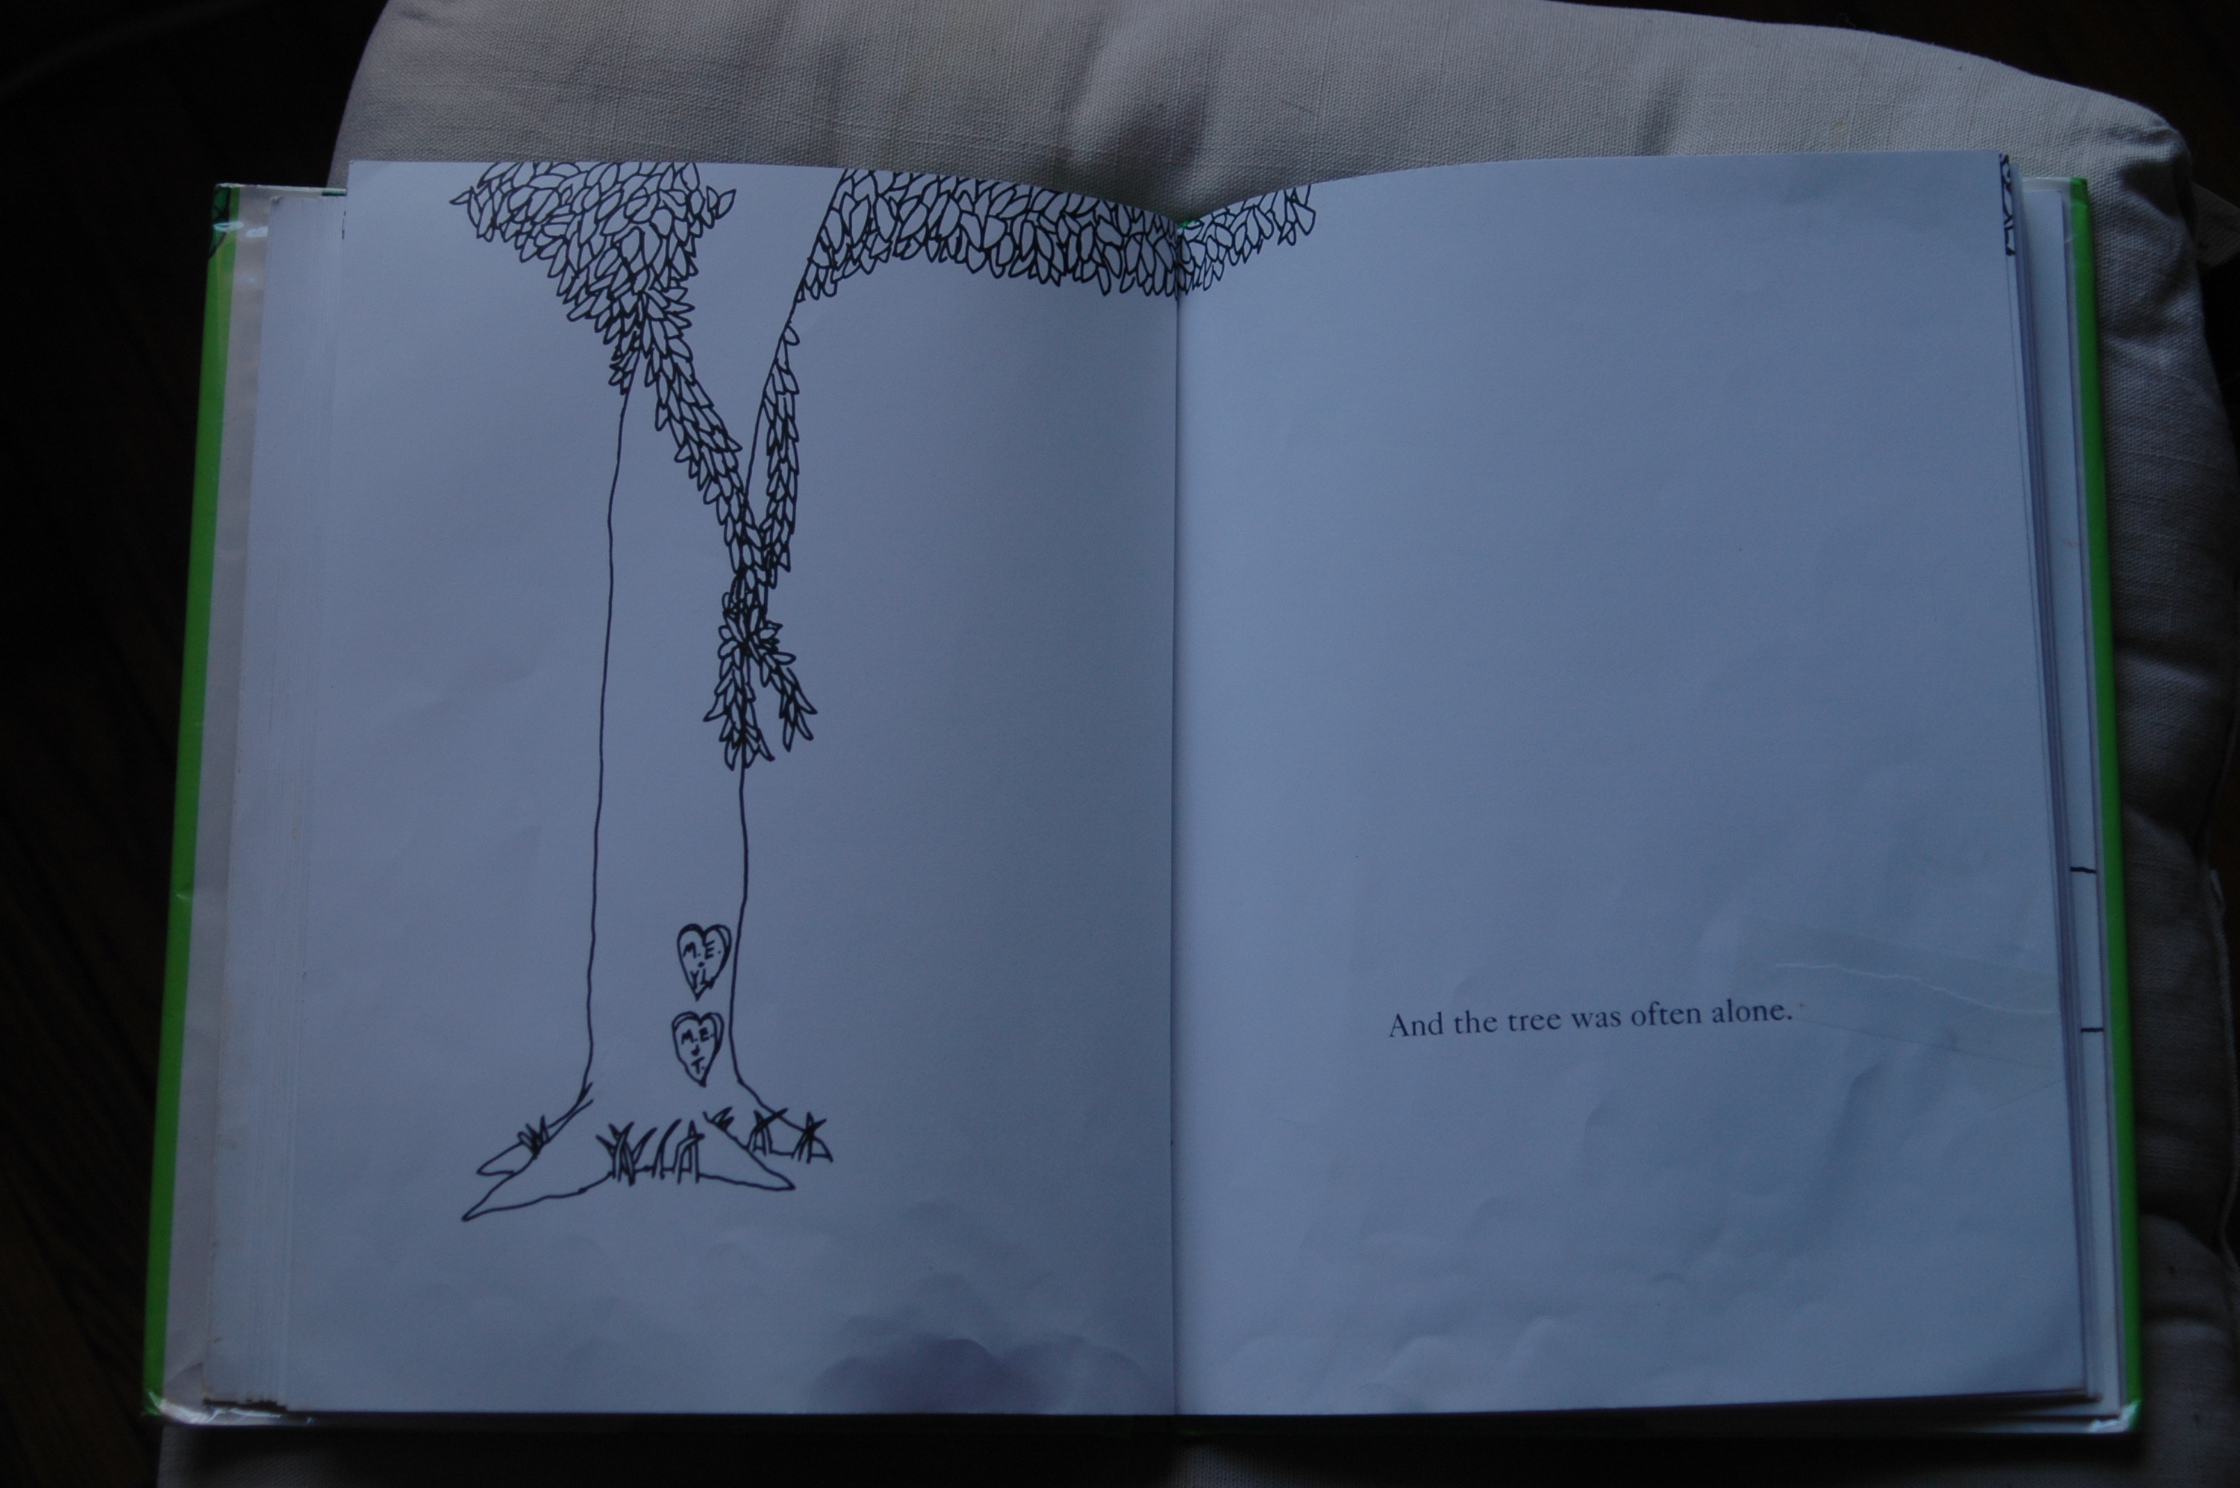 M.E.
Y.L.
M.E.
T.
And the tree was often alone.